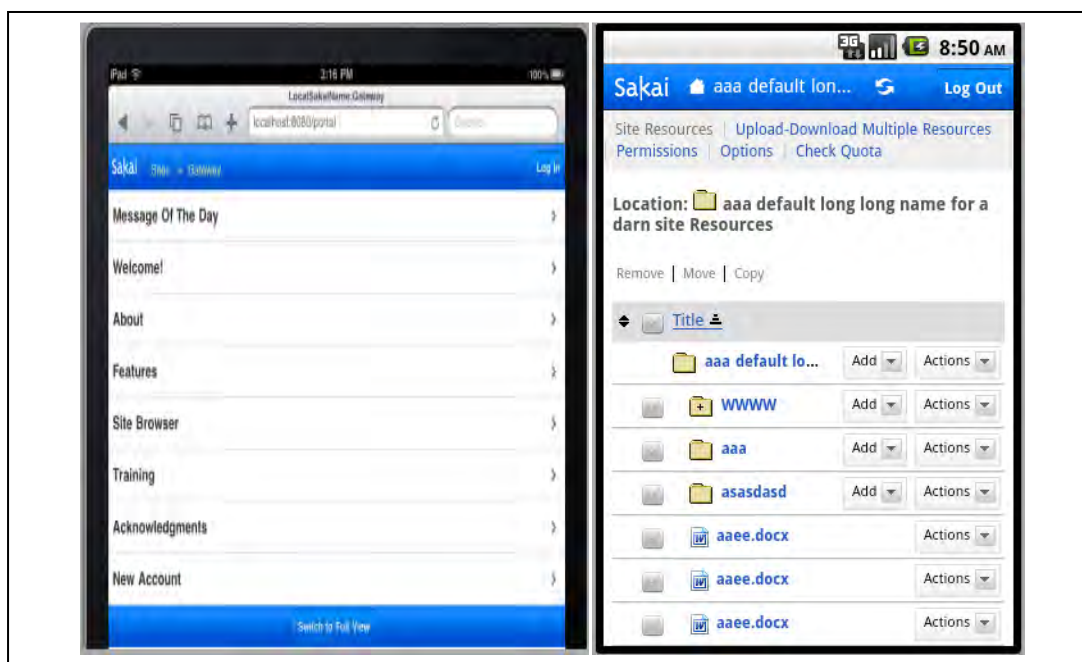 iPad
2:16 PM
100%
LocalSakaiName:Gateway
localhost:8080/portal
Sakai
Gateway
Log In
Message Of The Day
Welcome!
About
Features
Site Browser
Training
Acknowledgments
New Account
Switch to Full View
3G
8:50 AM
Sakai aaa default lon... Log Out
Site Resources | Upload-Download Multiple Resources
Permissions | Options | Check Quota
Location: aaa default long long name for a
darn site Resources
Remove | Move | Copy
Title
aaa default lo... Add Actions
WWWW Add Actions
aaa Add Actions
asasdasd Add Actions
aaee.docx Actions
aaee.docx Actions
aaee.docx Actions